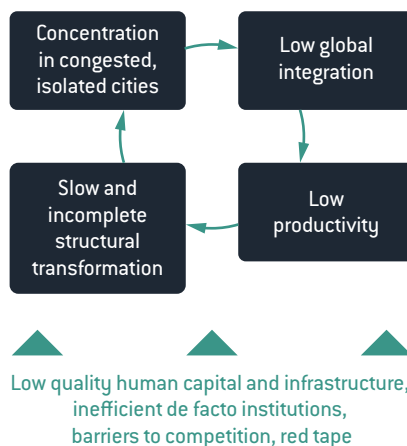 Concentration
in congested,
isolated cities
Low global
integration
Slow and
incomplete
structural
transformation
Low
productivity
Low quality human capital and infrastructure,
inefficient de facto institutions,
barriers to competition, red tape